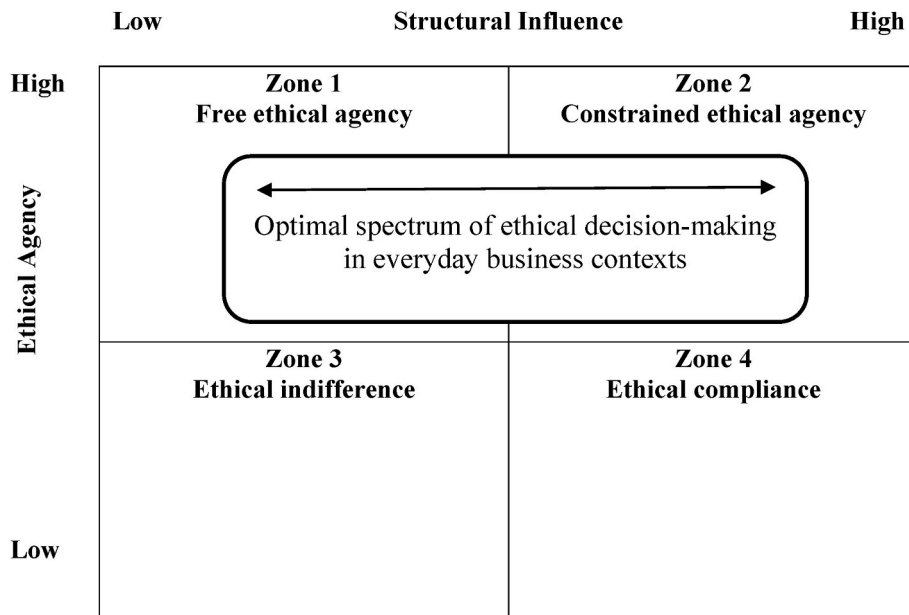 Low Structural Influence High
High
Zone 1 Zone 2
Free ethical agency Constrained ethical agency
Ethical Agency
Optimal spectrum of ethical decision-making
in everyday business contexts
Zone 3 Zone 4
Ethical indifference Ethical compliance
Low